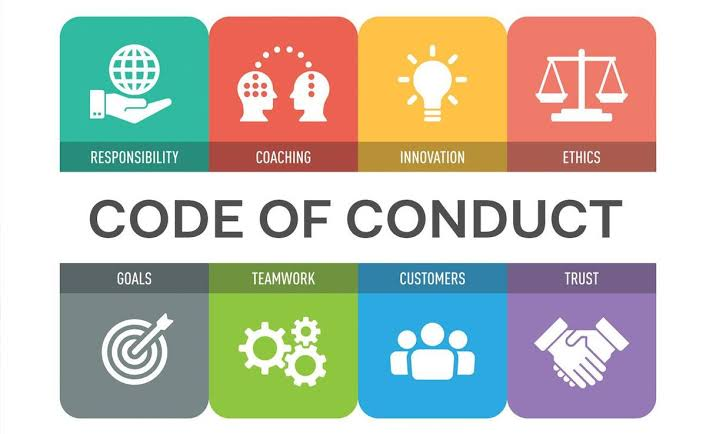 RESPONSIBILITY COACHING INNOVATION ETHICS
CODE OF CONDUCT
GOALS TEAMWORK CUSTOMERS TRUST